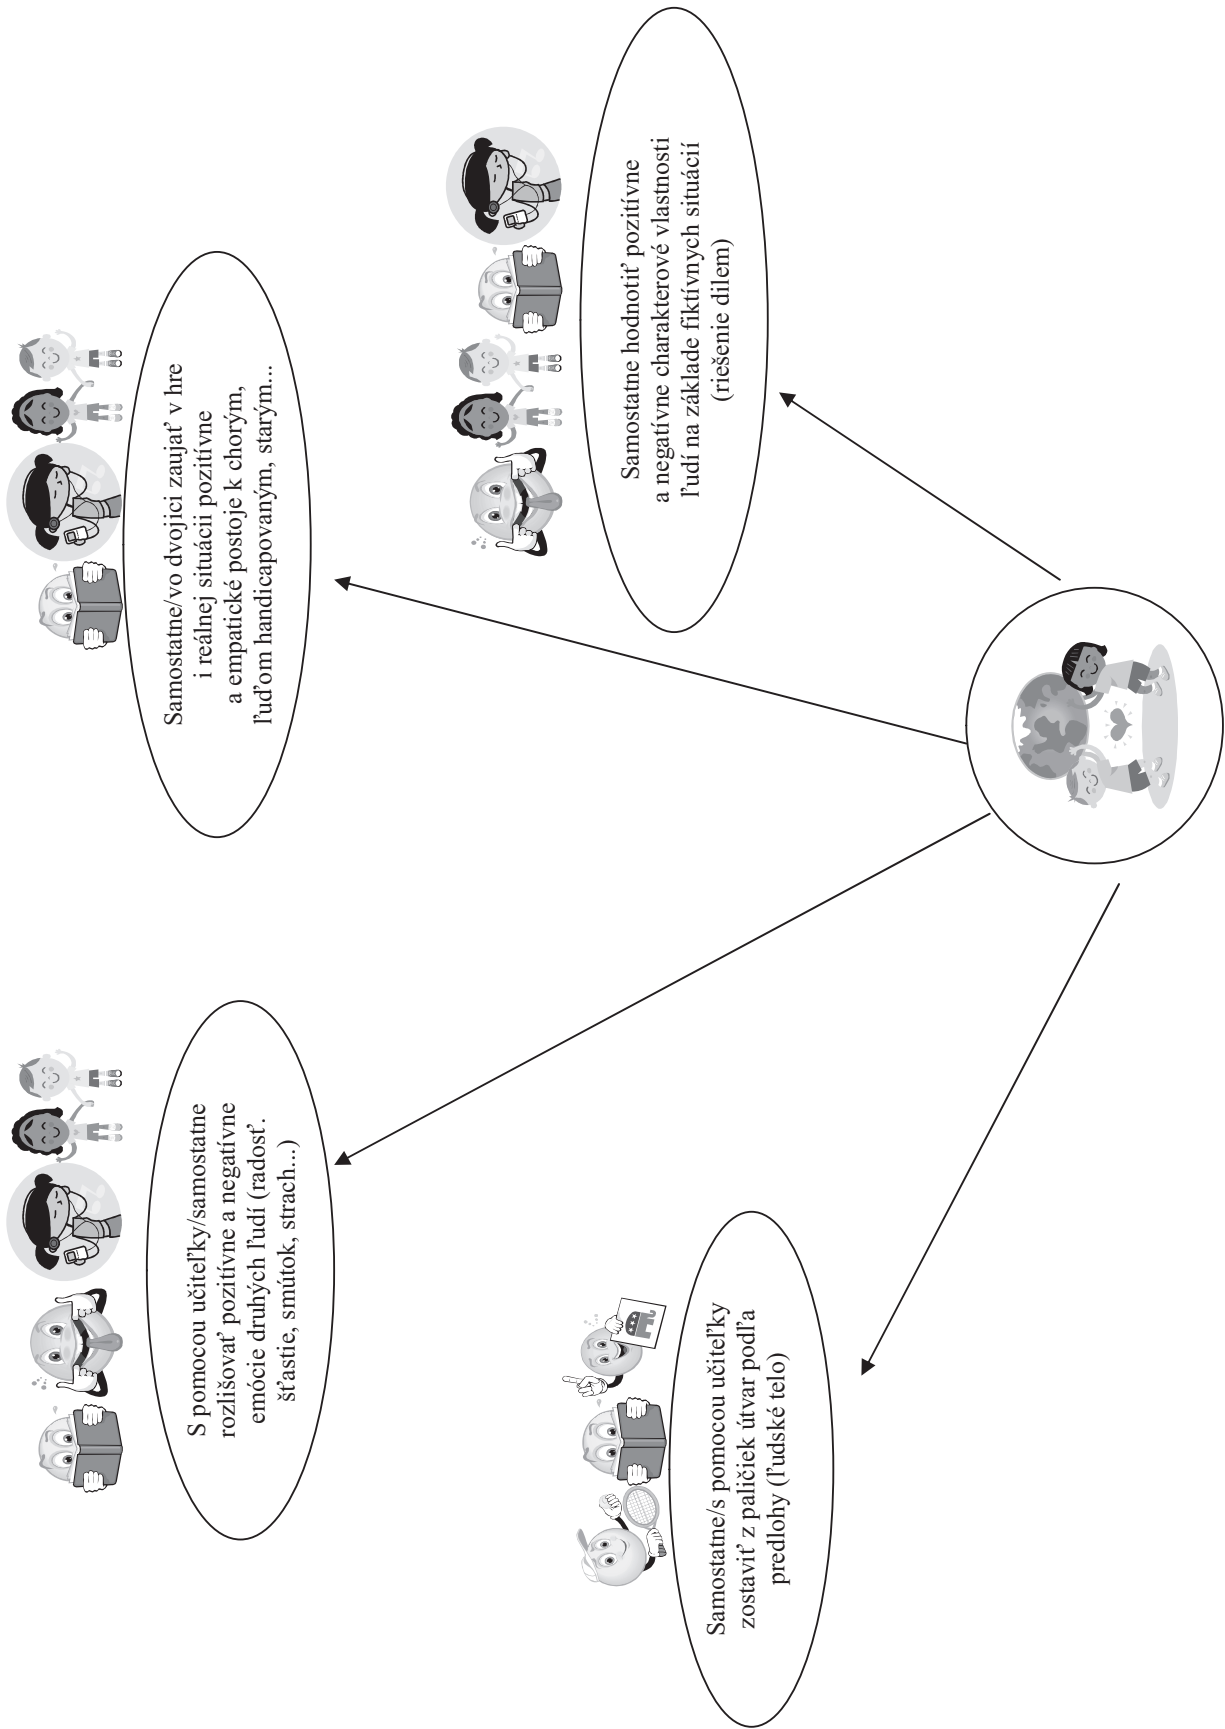 S pomocou učiteľky/samostatne
rozlišovať pozitívne a negatívne
emócie druhých ľudí (radosť.
šťastie, smútok, strach...)
Samostatne/vo dvojici zaujať v hre
i reálnej situácii pozitívne
a empatické postoje k chorým,
ľuďom handicapovaným, starým...
Samostatne/s pomocou učiteľky
zostaviť z paličiek útvar podľa
predlohy (ľudské telo)
Samostatne hodnotiť pozitívne
a negatívne charakterové vlastnosti
ľudí na základe fiktívnych situácií
(riešenie dilem)